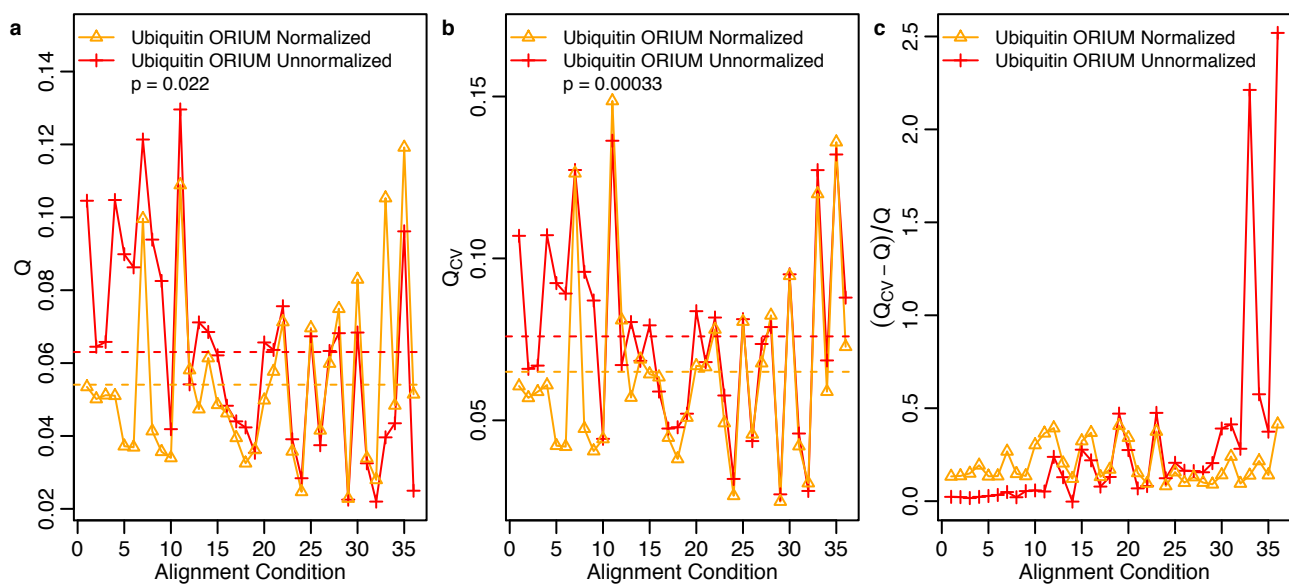 a
Ubiquitin ORIUM Normalized
Ubiquitin ORIUM Unnormalized
p = 0.022
0.14
0.12
0.10
0.08
0.06
0.04
0.02
Q
0 5 10 15 20 25 30 35
Alignment Condition
b
Ubiquitin ORIUM Normalized
Ubiquitin ORIUM Unnormalized
p = 0.00033
0.15
0.10
0.05
QCV
0 5 10 15 20 25 30 35
Alignment Condition
c
Ubiquitin ORIUM Normalized
Ubiquitin ORIUM Unnormalized
2.5
2.0
1.5
1.0
0.5
0.0
(QCV − Q)/Q
0 5 10 15 20 25 30 35
Alignment Condition